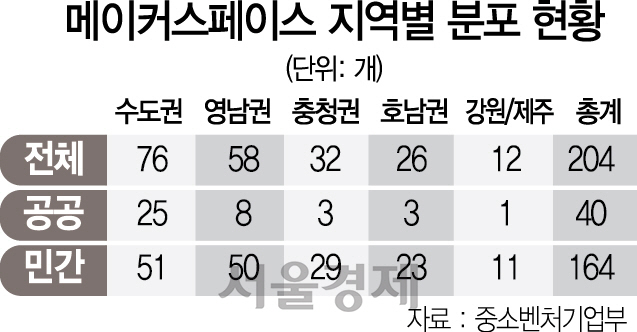 메이커스페이스 지역별 분포 현황
(단위: 개)
수도권 영남권 충청권 호남권 강원/제주 총계
전체 76 58 32 26 12 204
공공 25 8 3 3 1 40
민간 51 50 29 23 11 164
서울경제
자료 : 중소벤처기업부